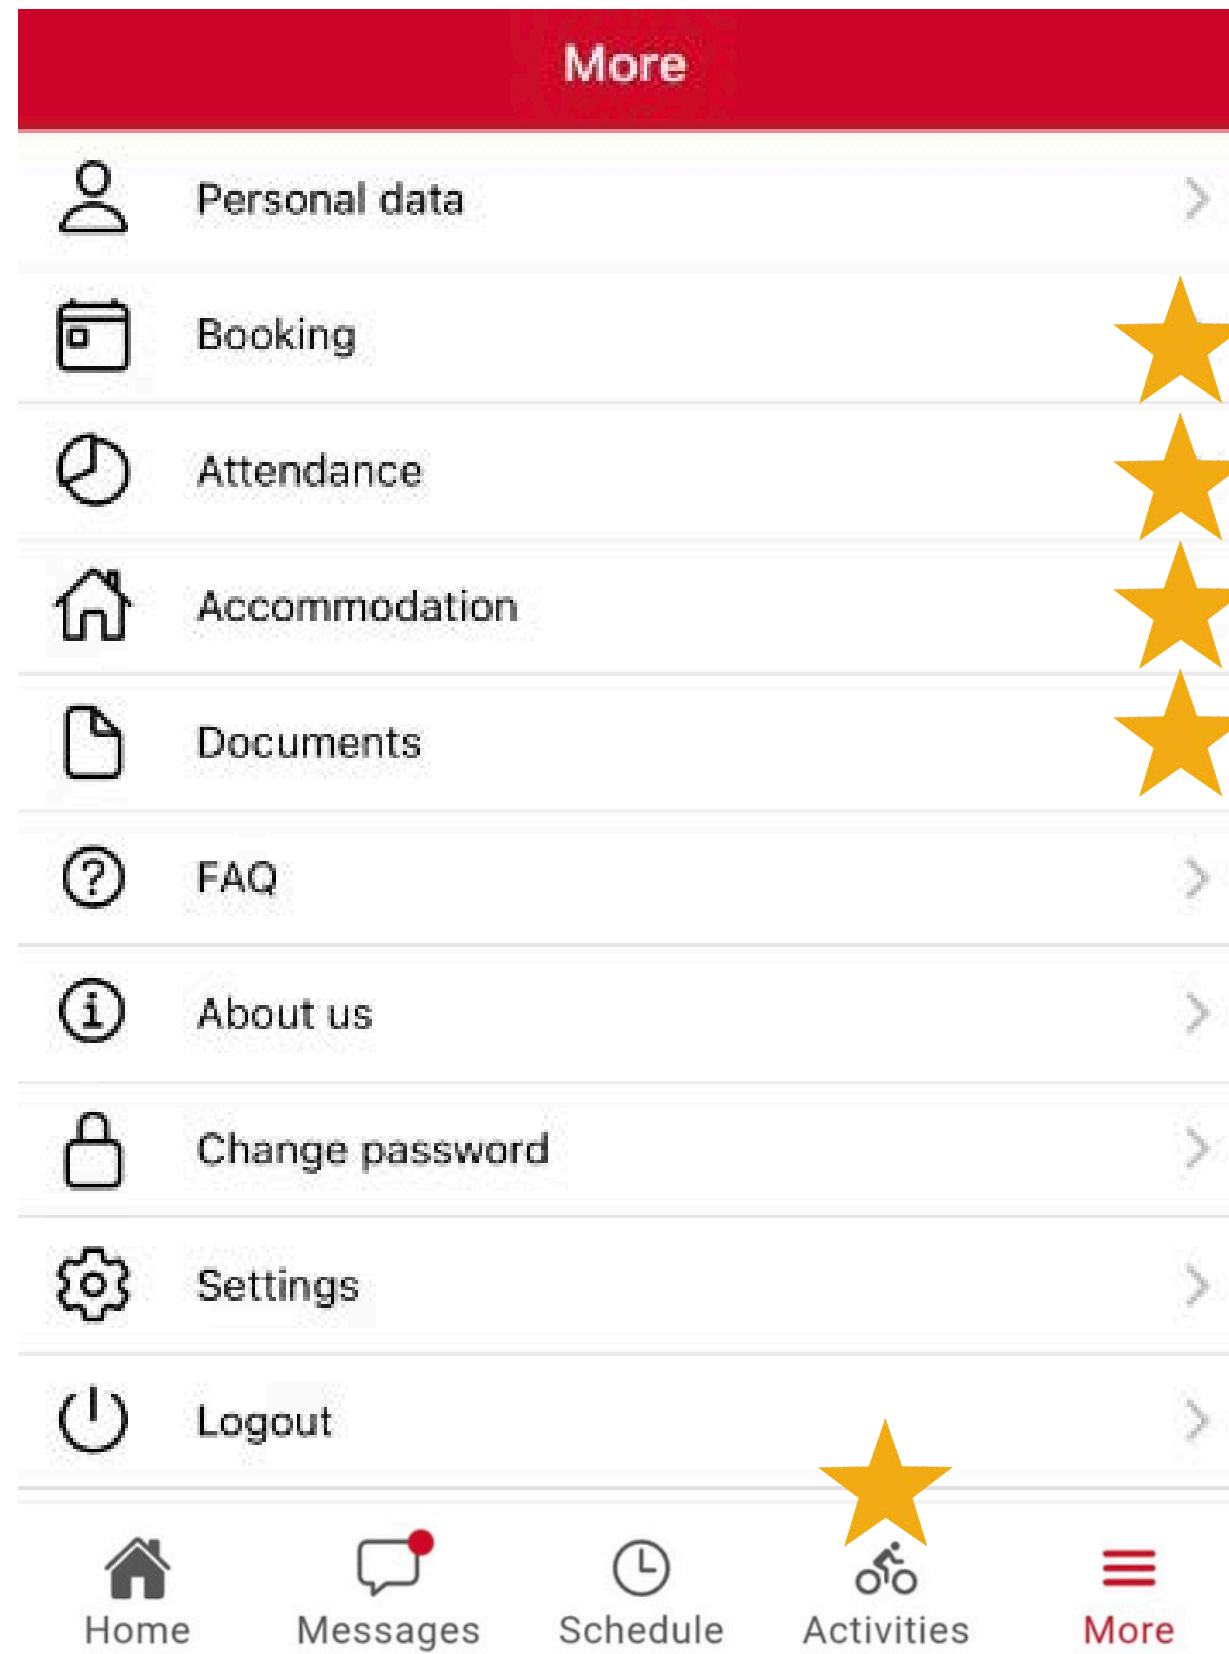 More
Personal data
Booking
Attendance
Accommodation
Documents
FAQ
About us
Change password
Settings
Logout
Home Messages Schedule Activities More